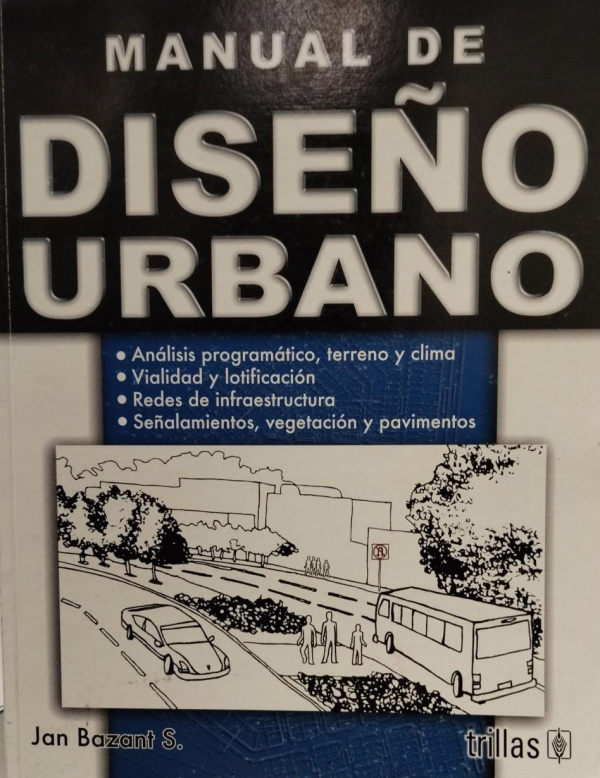 MANUAL DE
DISEÑO
URBANO
• Análisis programático, terreno y clima
• Vialidad y lotificación
• Redes de infraestructura
• Señalamientos, vegetación y pavimentos
Jan Bazant S.
trillas